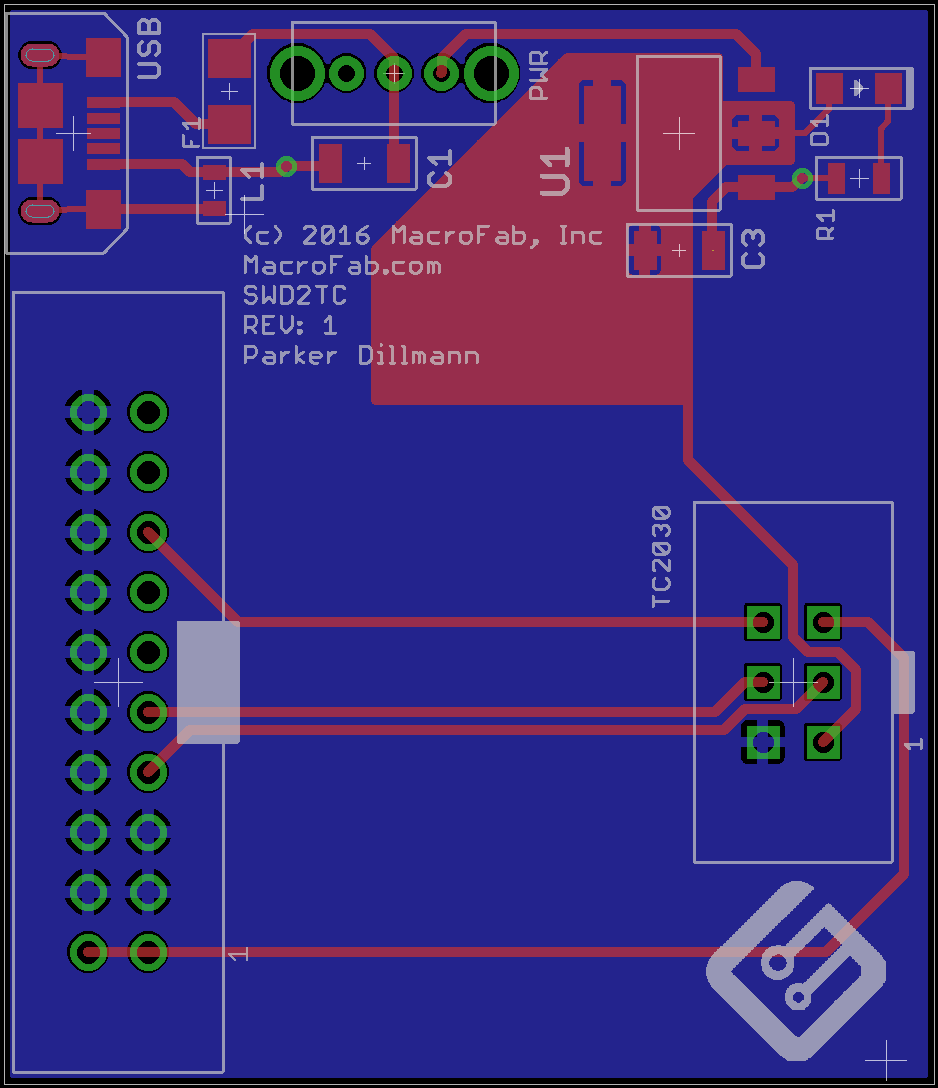 USB
PWR
F1
D1
L1
C1
U1
R1
C3
(c) 2016 MacroFab, Inc
MacroFab.com
SWD2TC
REV: 1
Parker Dillmann
TC2030
1
1